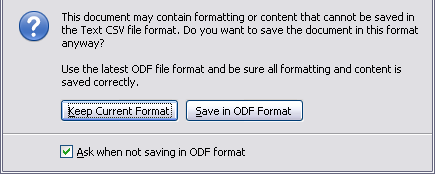 This document may contain formatting or content that cannot be saved in
the Text CSV file format. Do you want to save the document in this format
anyway?
Use the latest ODF file format and be sure all formatting and content is
saved correctly.
Keep Current Format
Save in ODF Format
Ask when not saving in ODF format